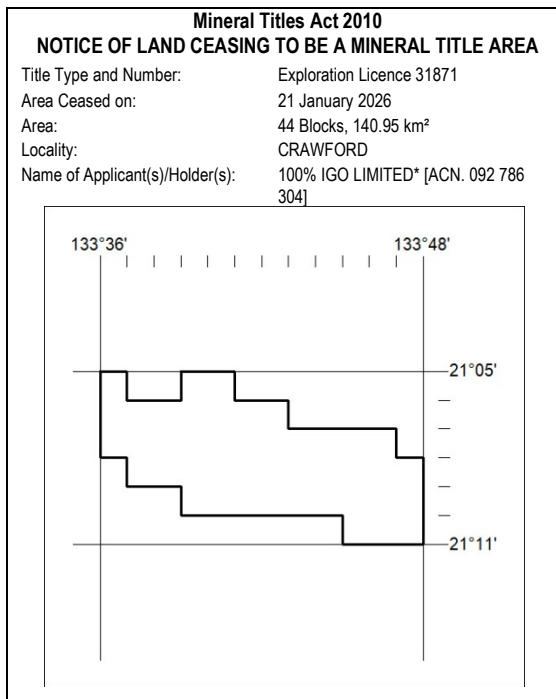 Mineral Titles Act 2010
NOTICE OF LAND CEASING TO BE A MINERAL TITLE AREA
Title Type and Number: Exploration Licence 31871
Area Ceased on: 21 January 2026
Area: 44 Blocks, 140.95 km²
Locality: CRAWFORD
Name of Applicant(s)/Holder(s): 100% IGO LIMITED* [ACN. 092 786
304]
133°36' 133°48'
21°05'
21°11'